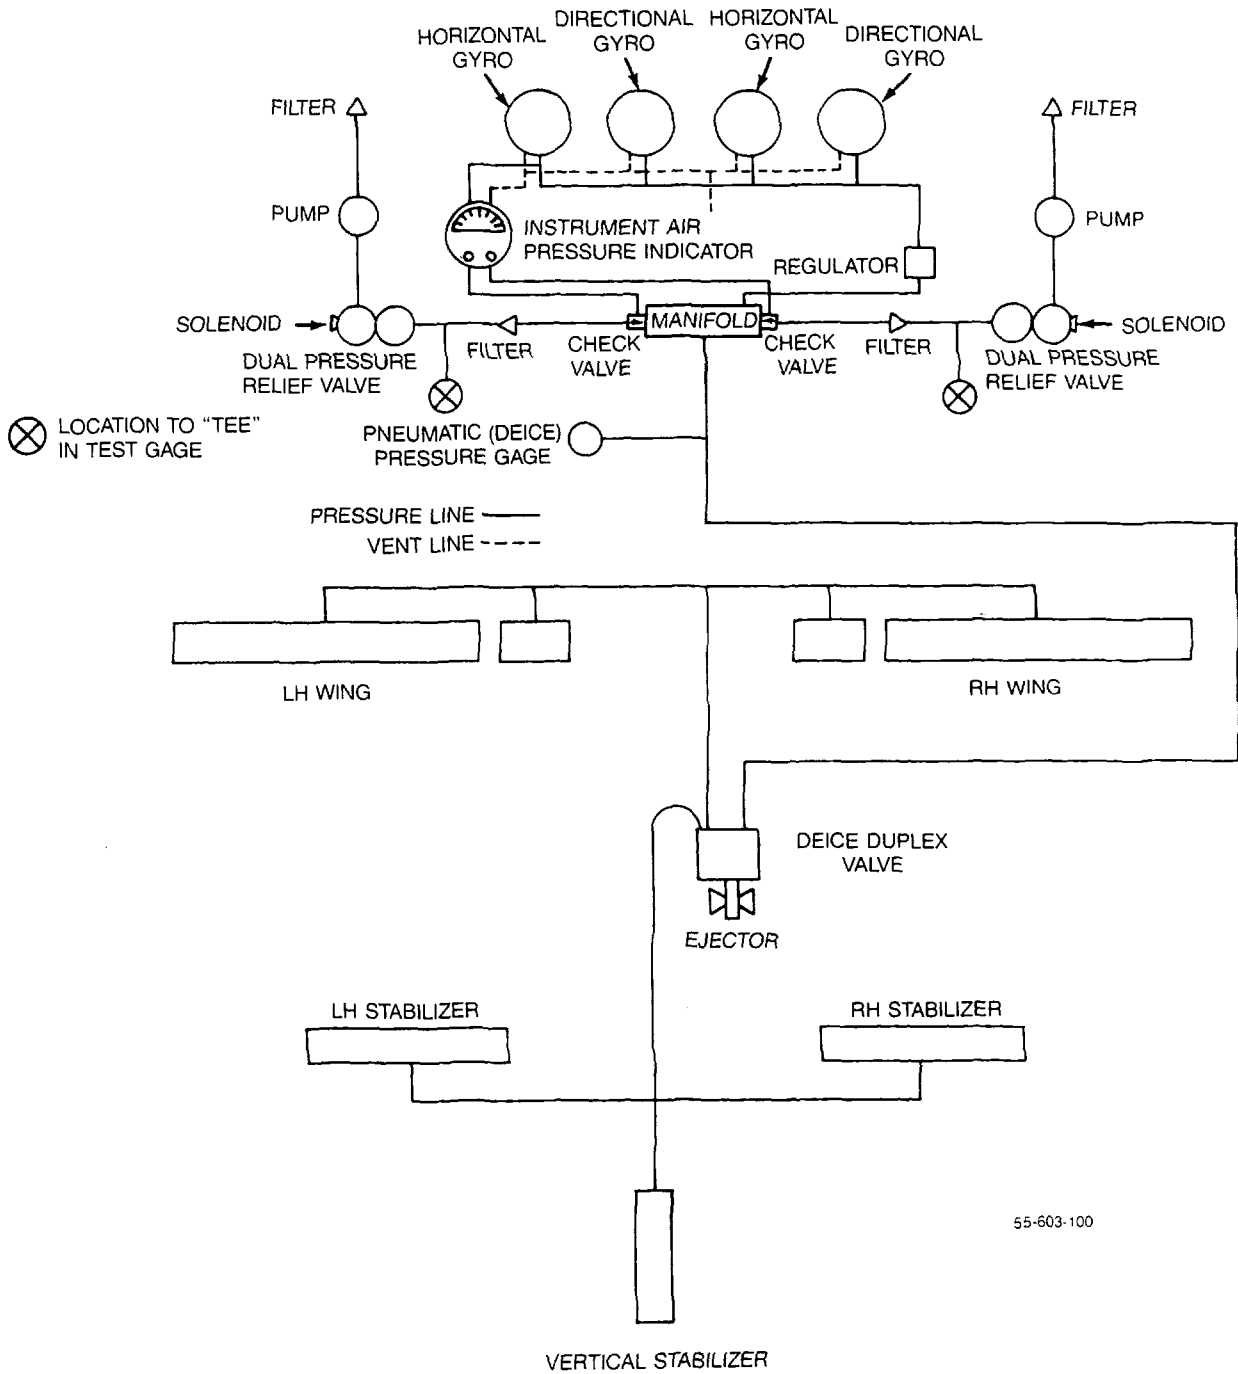 HORIZONTAL
GYRO
DIRECTIONAL
GYRO
HORIZONTAL
GYRO
DIRECTIONAL
GYRO
FILTER
FILTER
PUMP
PUMP
INSTRUMENT AIR
PRESSURE INDICATOR
REGULATOR
SOLENOID
MANIFOLD
SOLENOID
DUAL PRESSURE
RELIEF VALVE
FILTER
CHECK
VALVE
CHECK
VALVE
FILTER
DUAL PRESSURE
RELIEF VALVE
LOCATION TO "TEE"
IN TEST GAGE
PNEUMATIC (DEICE)
PRESSURE GAGE
PRESSURE LINE
VENT LINE
LH WING
RH WING
DEICE DUPLEX
VALVE
EJECTOR
LH STABILIZER
RH STABILIZER
55-603-100
VERTICAL STABILIZER